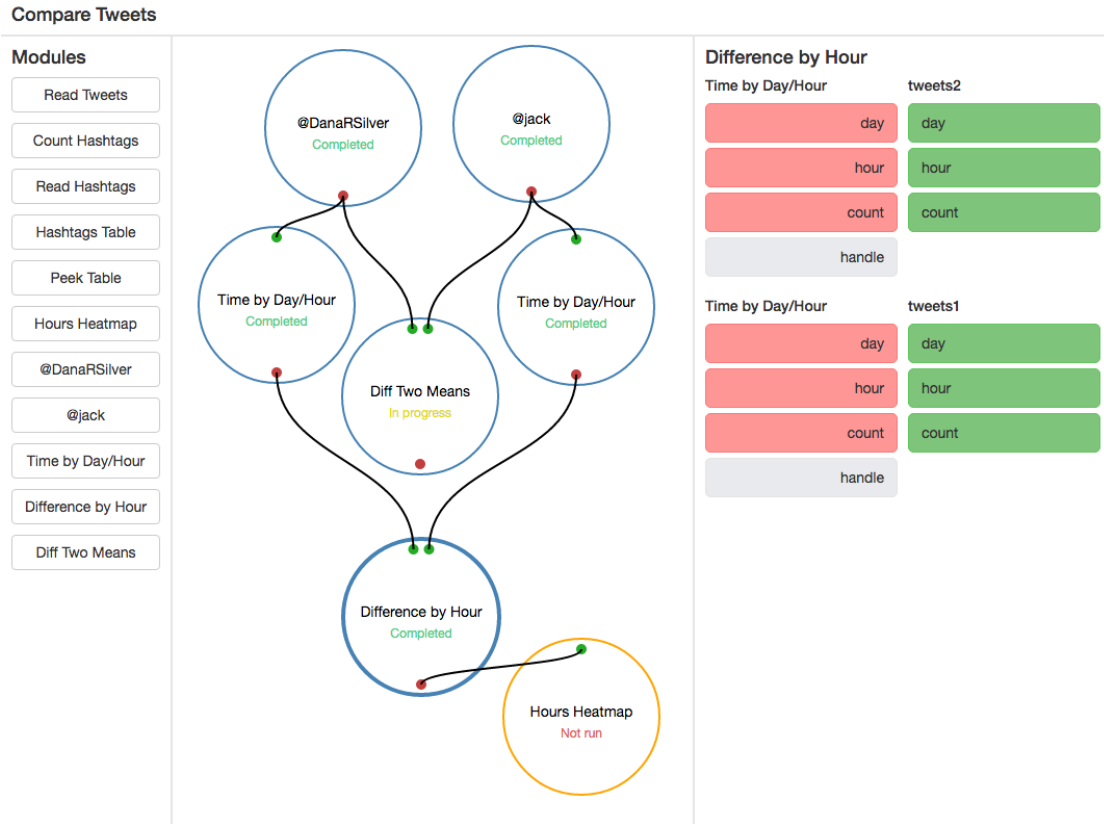 Compare Tweets
Modules
Read Tweets
Count Hashtags
Read Hashtags
Hashtags Table
Peek Table
Hours Heatmap
@DanaRSilver
@jack
Time by Day/Hour
Difference by Hour
Diff Two Means
@DanaRSilver
Completed
@jack
Completed
Time by Day/Hour
Completed
Time by Day/Hour
Completed
Diff Two Means
In progress
Difference by Hour
Completed
Hours Heatmap
Not run
Difference by Hour
Time by Day/Hour tweets2
day day
hour hour
count count
handle
Time by Day/Hour tweets1
day day
hour hour
count count
handle